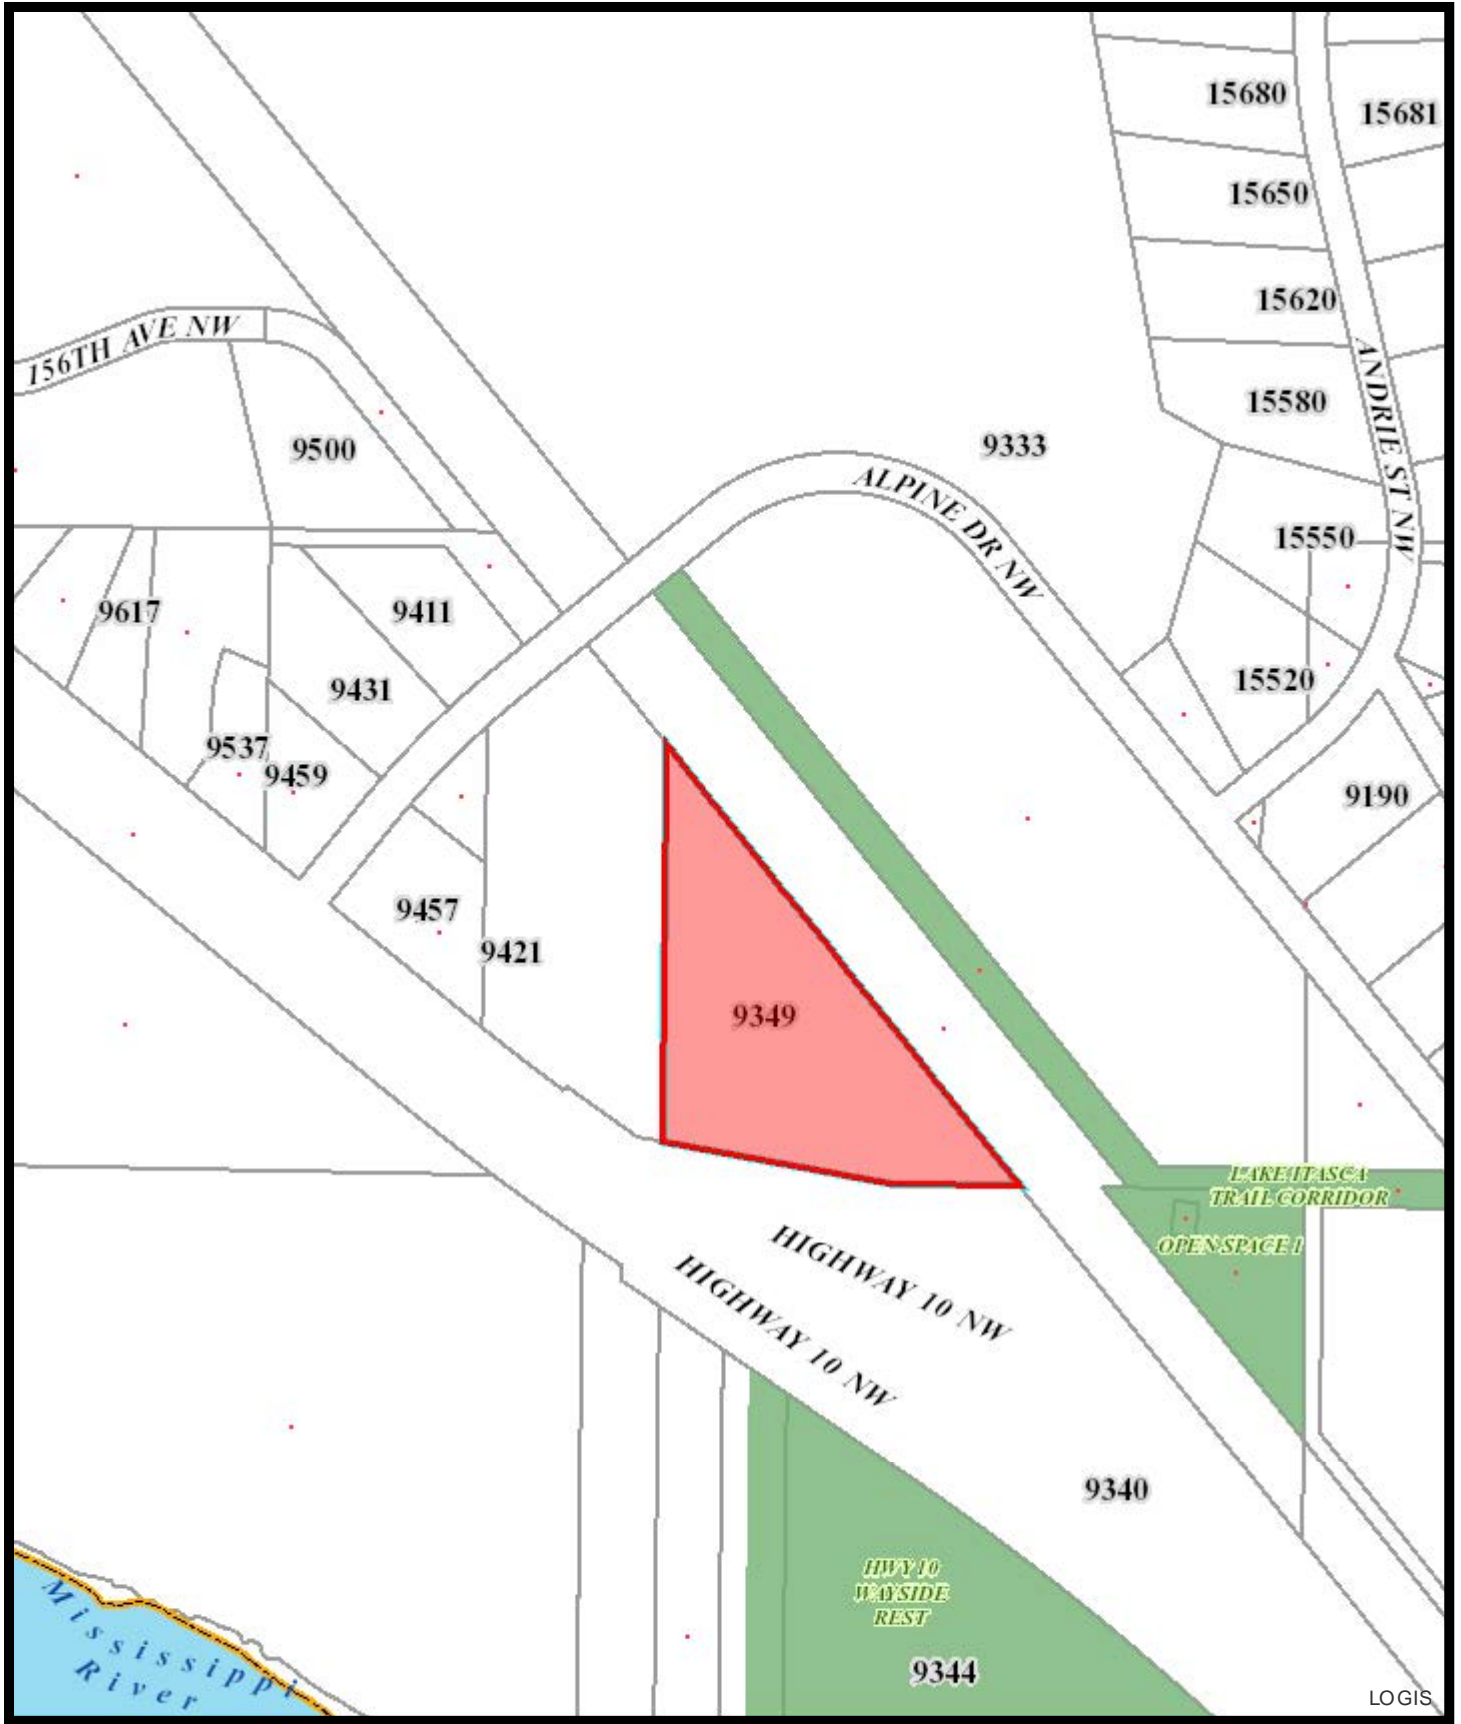 15680
15681
15650
15620
156TH AVE NW
ANDRIE ST NW
15580
9333
9500
ALPINE DR NW
15550
9617
9411
15520
9431
9537
9459
9190
9457
9421
9349
LAKE ITASCA
TRAIL CORRIDOR
OPEN SPACE 1
HIGHWAY 10 NW
HIGHWAY 10 NW
9340
HWY 10
WAYSIDE
REST
9344
Mississippi
River
LOGIS